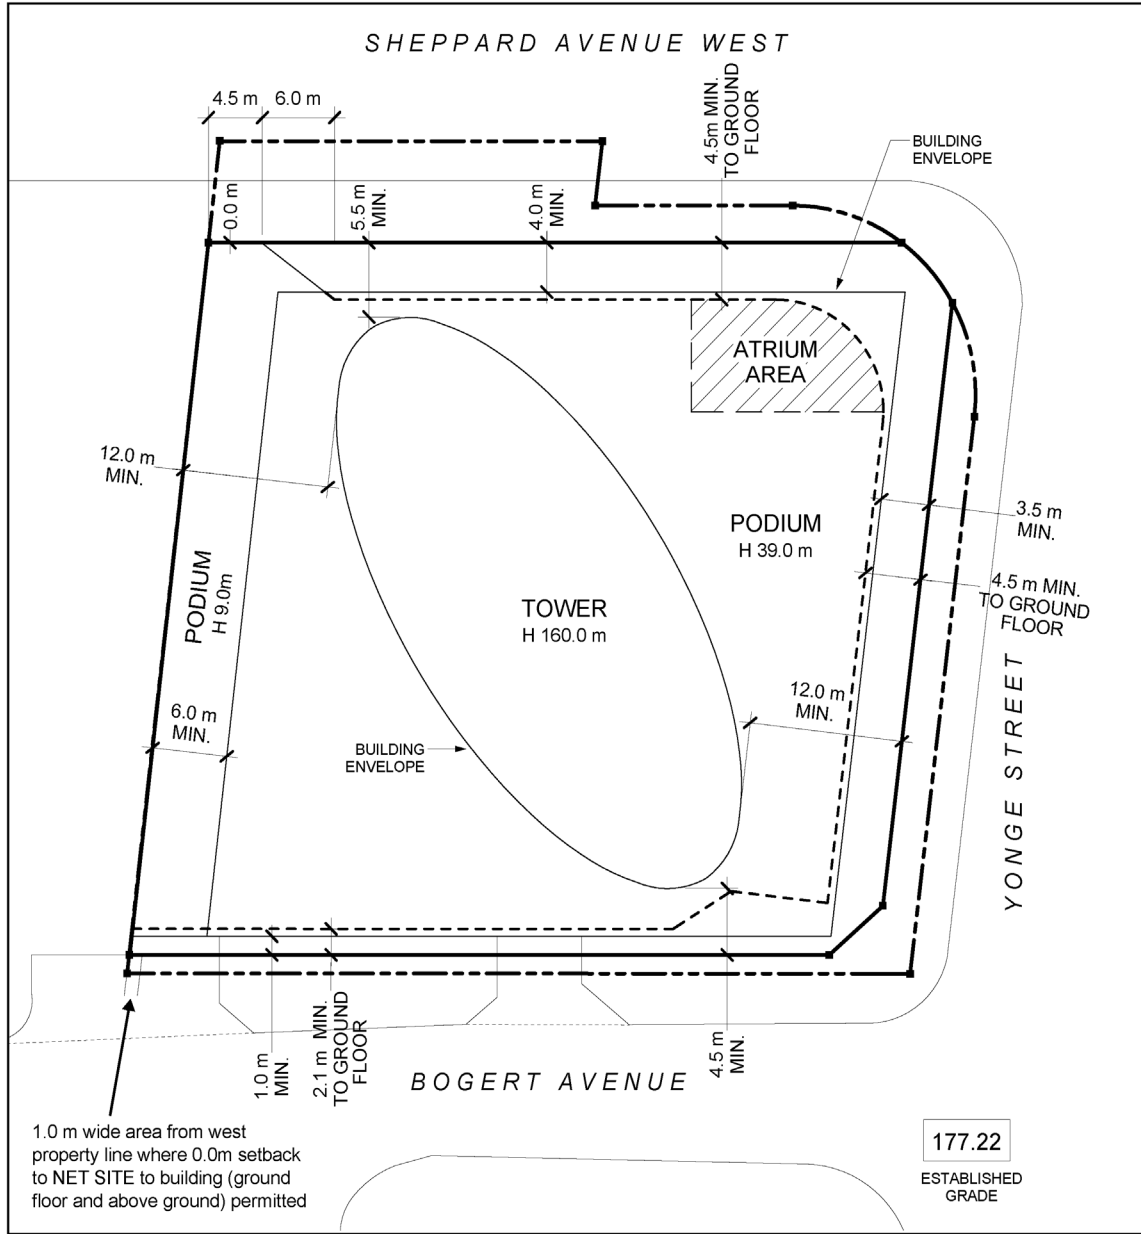 SHEPPARD AVENUE WEST
4.5 m
6.0 m
4.5m MIN.
TO GROUND
FLOOR
BUILDING
ENVELOPE
0.0 m
5.5 m
MIN.
4.0 m
MIN.
ATRIUM
AREA
12.0 m
MIN.
PODIUM
H 39.0 m
3.5 m
MIN.
4.5 m MIN.
TO GROUND
FLOOR
PODIUM
H 9.0m
TOWER
H 160.0 m
12.0 m
MIN.
6.0 m
MIN.
BUILDING
ENVELOPE
YONGE STREET
1.0 m
MIN.
2.1 m MIN.
TO GROUND
FLOOR
4.5 m
MIN.
BOGERT AVENUE
1.0 m wide area from west
property line where 0.0m setback
to NET SITE to building (ground
floor and above ground) permitted
177.22
ESTABLISHED
GRADE